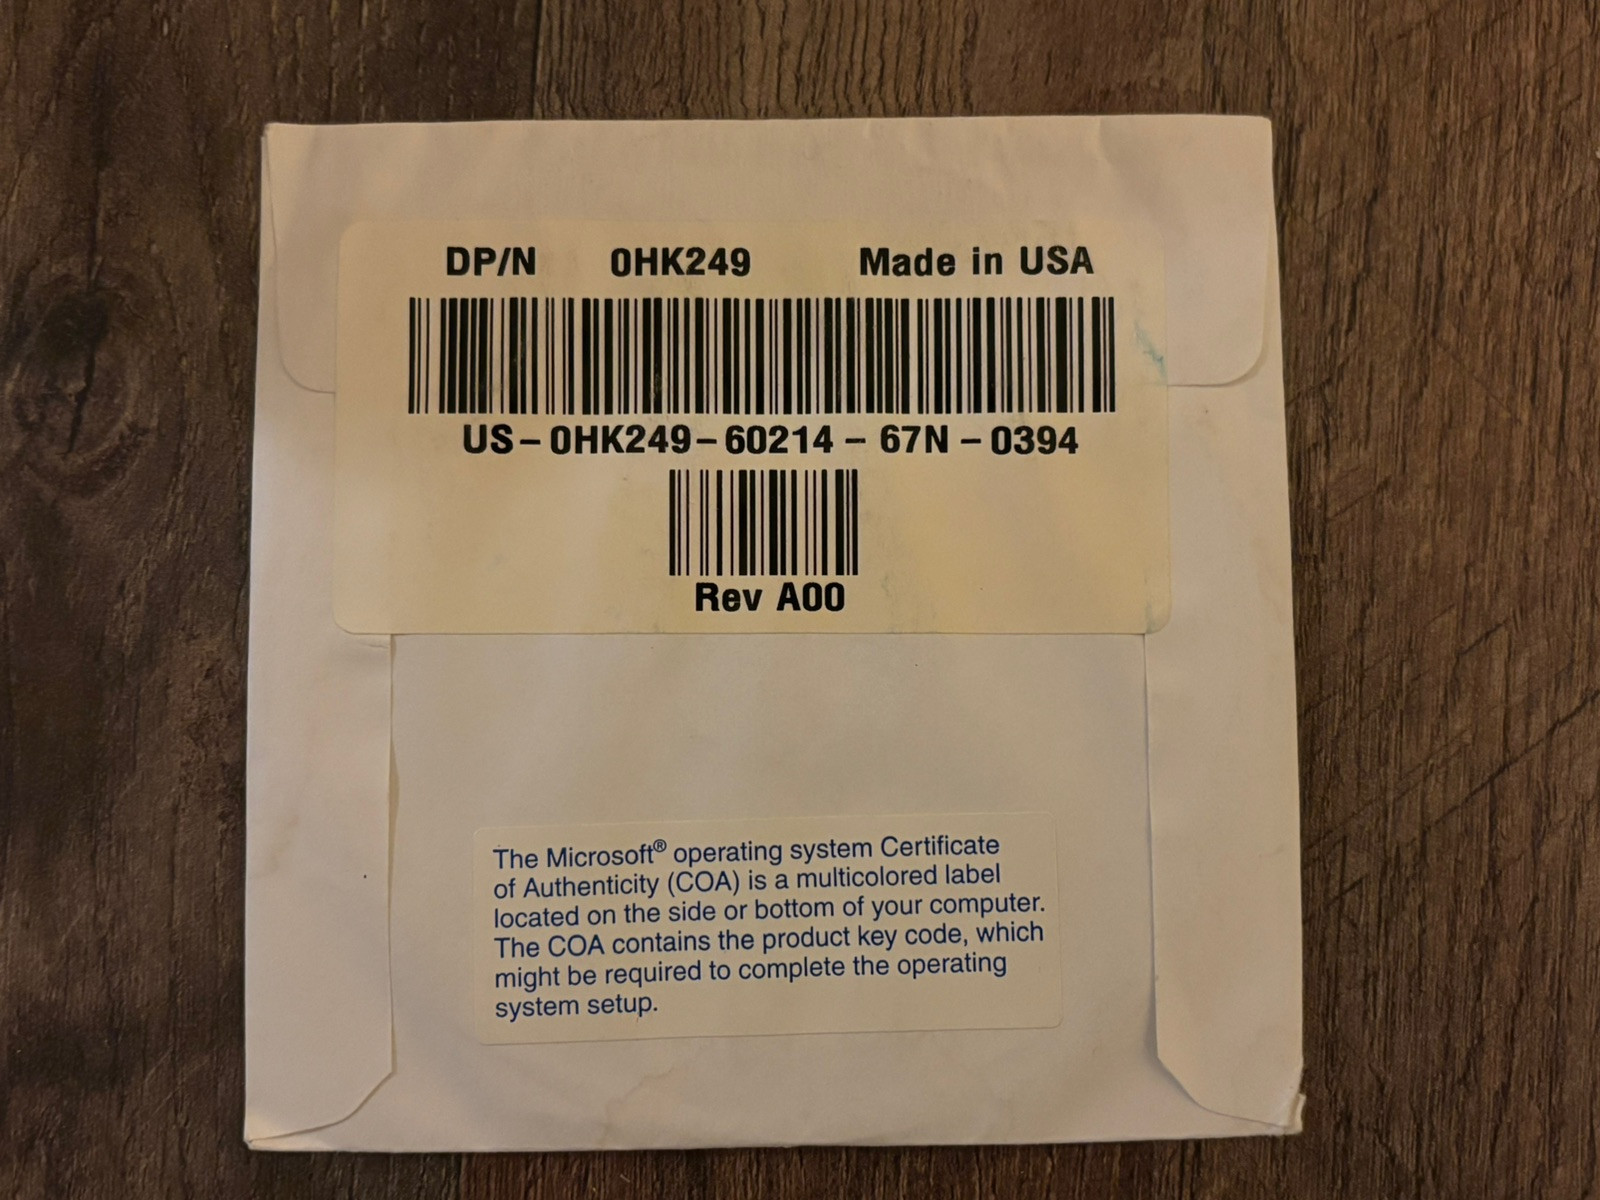 DP/N 0HK249 Made in USA
US-0HK249-60214-67N-0394
Rev A00
The Microsoft® operating system Certificate
of Authenticity (COA) is a multicolored label
located on the side or bottom of your computer.
The COA contains the product key code, which
might be required to complete the operating
system setup.